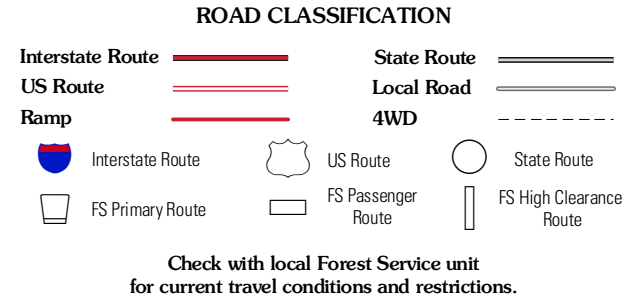 ROAD CLASSIFICATION
Interstate Route
State Route
US Route
Local Road
Ramp
4WD
Interstate Route
US Route
State Route
FS Primary Route
FS Passenger
Route
FS High Clearance
Route
Check with local Forest Service unit
for current travel conditions and restrictions.